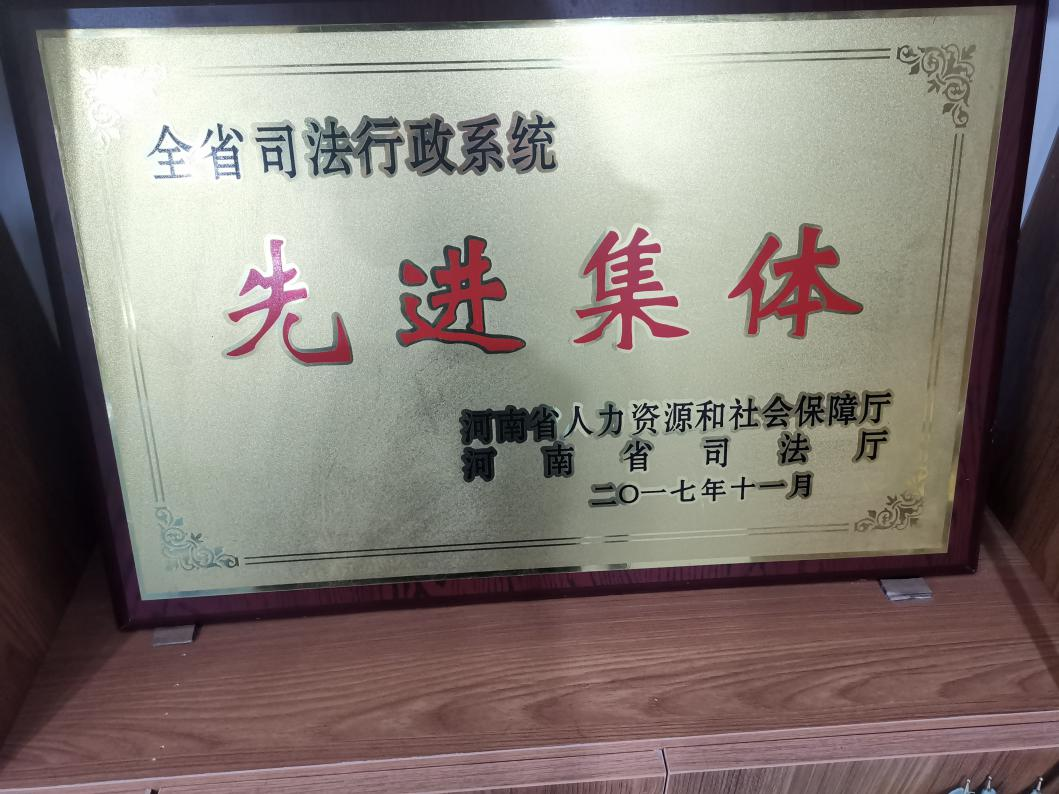 全省司法行政系统
先进集体
河南省人力资源和社会保障厅
河南省司法厅
二〇一七年十一月